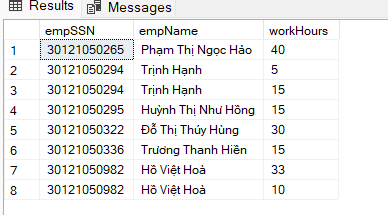 Results Messages
empSSN empName workHours
1 30121050265 Phạm Thị Ngọc Hảo 40
2 30121050294 Trịnh Hạnh 5
3 30121050294 Trịnh Hạnh 15
4 30121050295 Huỳnh Thị Như Hồng 15
5 30121050322 Đỗ Thị Thúy Hùng 30
6 30121050336 Trương Thanh Hiền 15
7 30121050982 Hồ Việt Hoà 33
8 30121050982 Hồ Việt Hoà 10